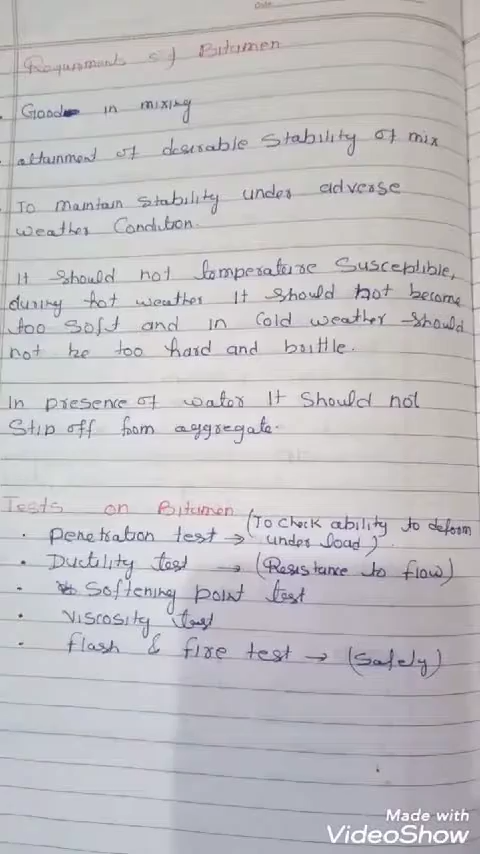 Date
Requirements of Bitumen
Good in mixing
attainment of desirable stability of mix
To maintain stability under adverse
weather Condition.
It should not temperature Susceptible,
during hot weather It should not become
too soft and in cold weather should
not be too hard and brittle.
In presence of water It should not
Strip off from aggregate.
Tests on Bitumen
• Penetration test → (To check ability to deform
under load)
• Ductility test → (Resistance to flow)
• Softening point test
• Viscosity test
• flash & fire test → (Safely)
Made with
VideoShow